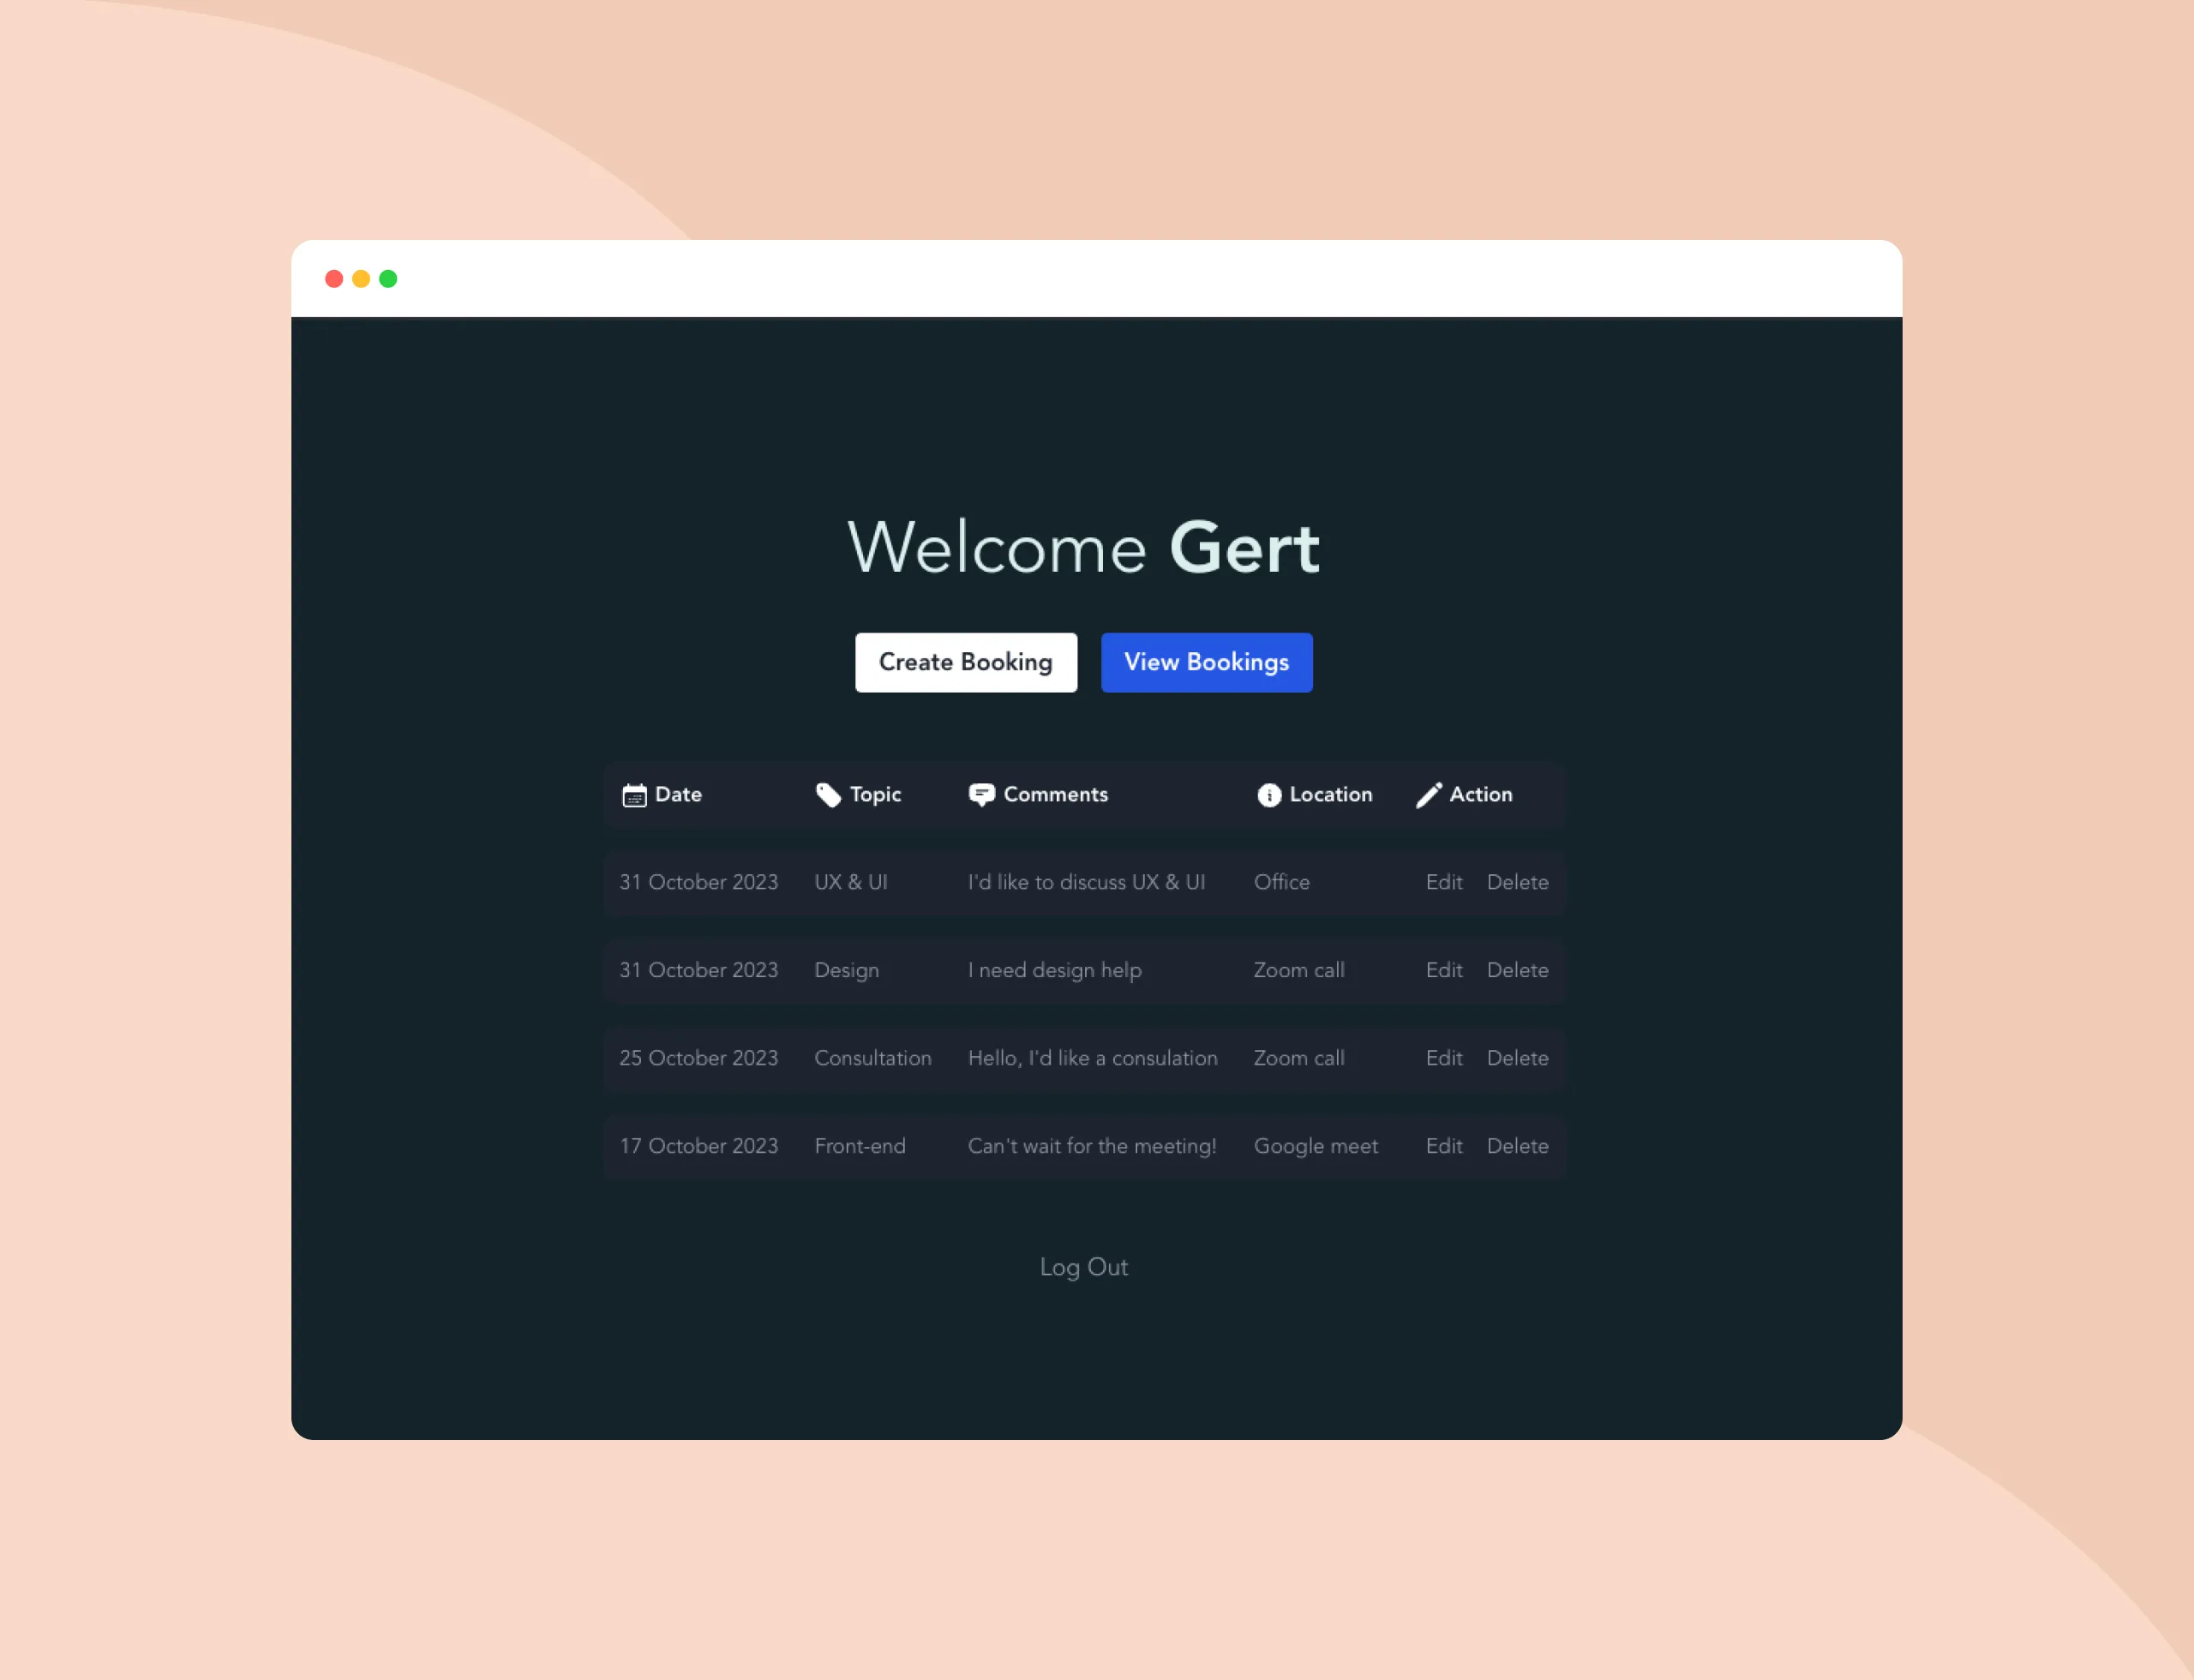 Welcome Gert
Create Booking View Bookings
Date Topic Comments Location Action
31 October 2023 UX & UI I'd like to discuss UX & UI Office Edit Delete
31 October 2023 Design I need design help Zoom call Edit Delete
25 October 2023 Consultation Hello, I'd like a consulation Zoom call Edit Delete
17 October 2023 Front-end Can't wait for the meeting! Google meet Edit Delete
Log Out